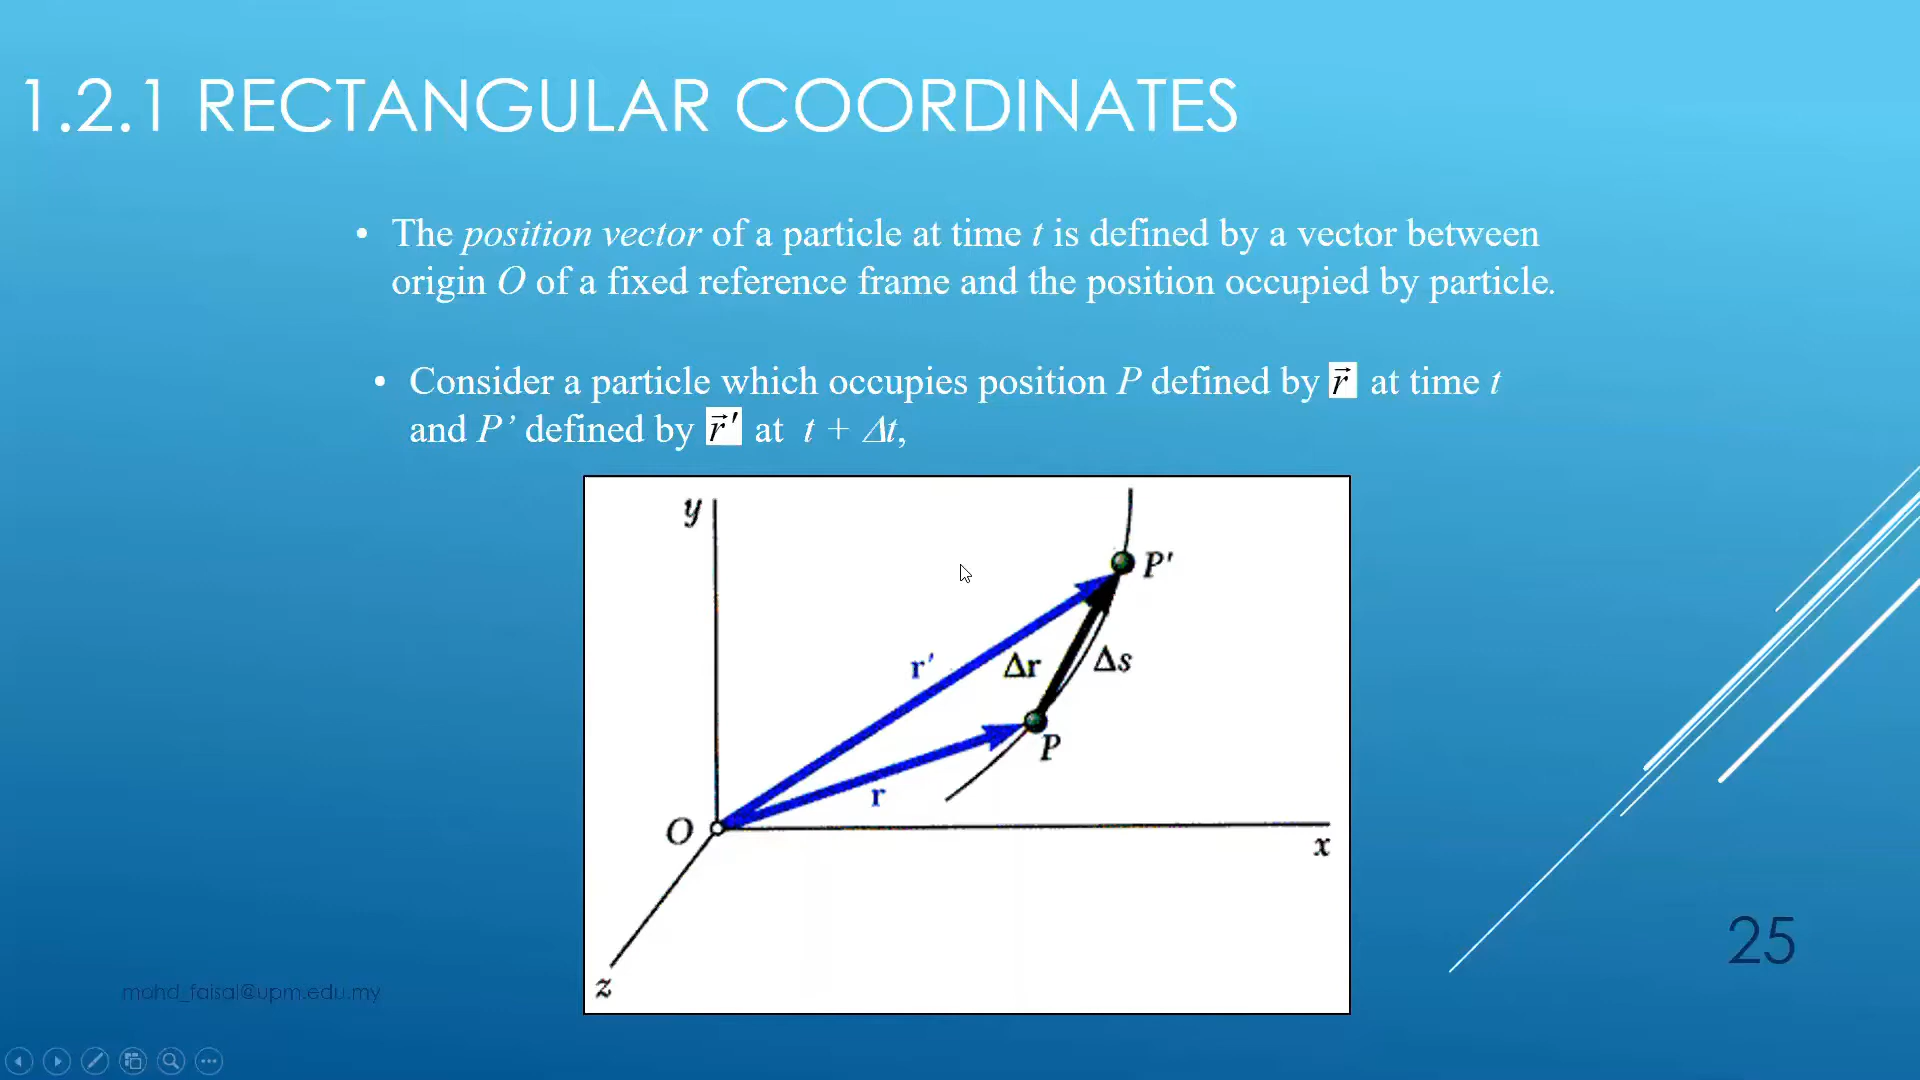 1.2.1 RECTANGULAR COORDINATES
• The position vector of a particle at time t is defined by a vector between
origin O of a fixed reference frame and the position occupied by particle.
• Consider a particle which occupies position P defined by r⃗ at time t
and P’ defined by r⃗ ′ at t + Δt,
y
P'
r'
Δr
Δs
P
r
O
x
z
25
mohd_faisal@upm.edu.my